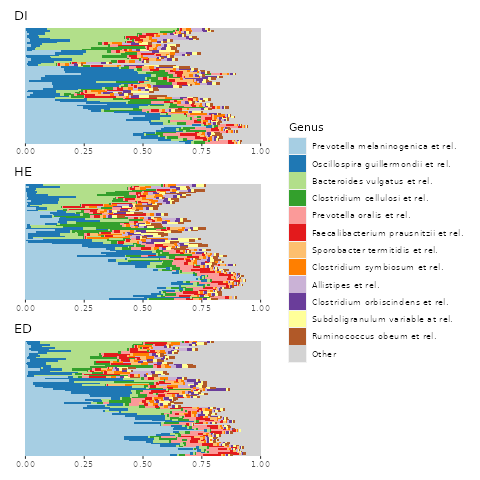 DI
0.00 0.25 0.50 0.75 1.00
HE
0.00 0.25 0.50 0.75 1.00
ED
0.00 0.25 0.50 0.75 1.00
Genus
Prevotella melaninogenica et rel.
Oscillospira guillermondii et rel.
Bacteroides vulgatus et rel.
Clostridium cellulosi et rel.
Prevotella oralis et rel.
Faecalibacterium prausnitzii et rel.
Sporobacter termitidis et rel.
Clostridium symbiosum et rel.
Allistipes et rel.
Clostridium orbiscindens et rel.
Subdoligranulum variable at rel.
Ruminococcus obeum et rel.
Other